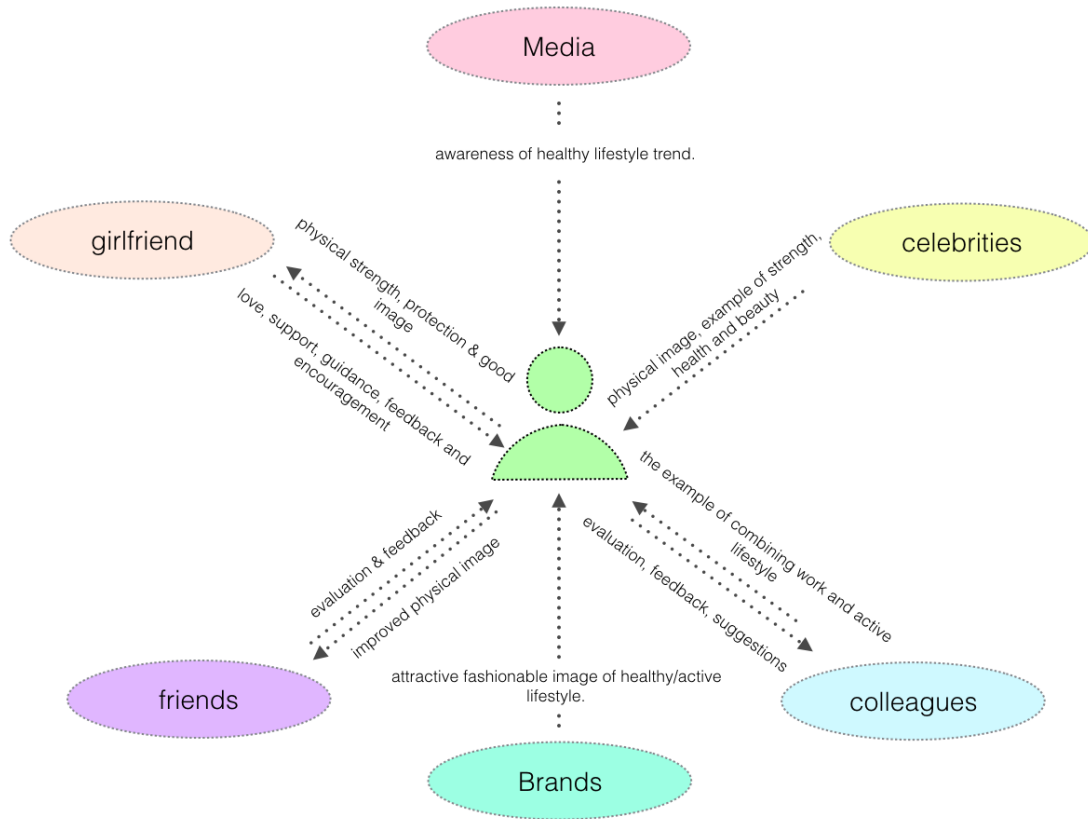 Media
awareness of healthy lifestyle trend.
girlfriend
celebrities
physical strength, protection & good
image
love, support, guidance, feedback and
encouragement
physical image, example of strength,
health and beauty
the example of combining work and active
lifestyle
evaluation, feedback, suggestions
evaluation & feedback
improved physical image
attractive fashionable image of healthy/active
lifestyle.
friends
colleagues
Brands